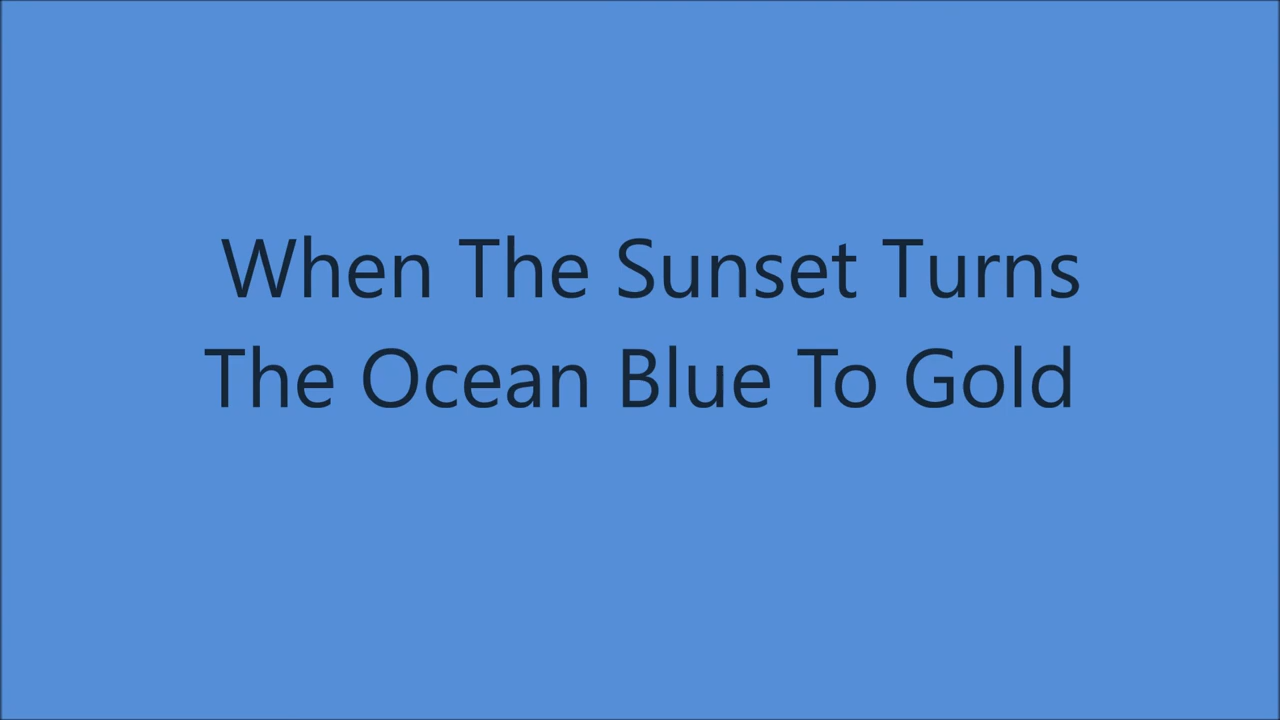 When The Sunset Turns
The Ocean Blue To Gold